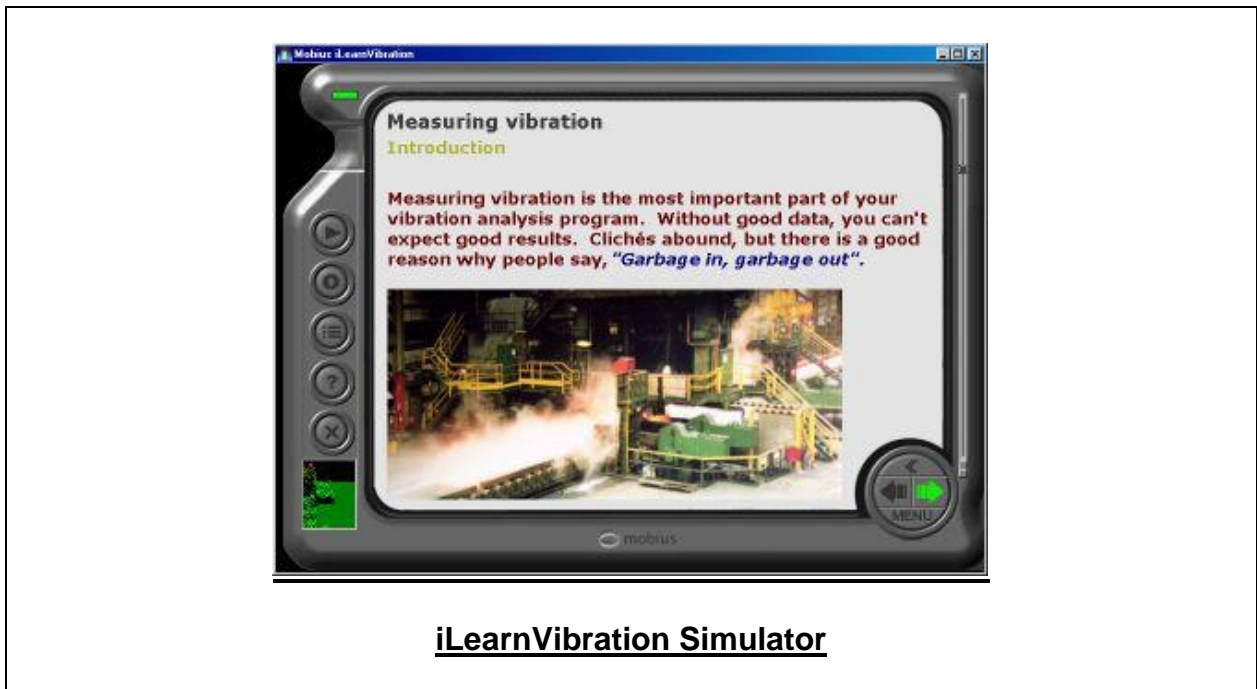 Mobius iLearnVibration
Measuring vibration
Introduction
Measuring vibration is the most important part of your
vibration analysis program.  Without good data, you can't
expect good results.  Clichés abound, but there is a good
reason why people say, "Garbage in, garbage out".
?
MENU
mobius
iLearnVibration Simulator